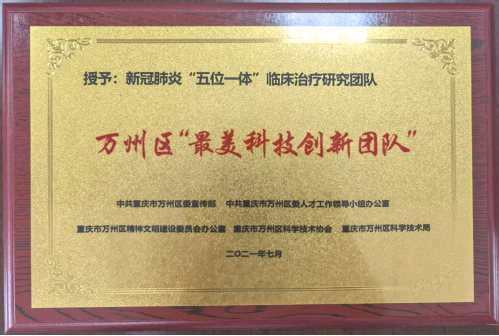 授予：新冠肺炎“五位一体”临床治疗研究团队
万州区“最美科技创新团队”
中共重庆市万州区委宣传部 中共重庆市万州区委人才工作领导小组办公室
重庆市万州区精神文明建设委员会办公室 重庆市万州区科学技术协会 重庆市万州区科学技术局
二〇二一年七月